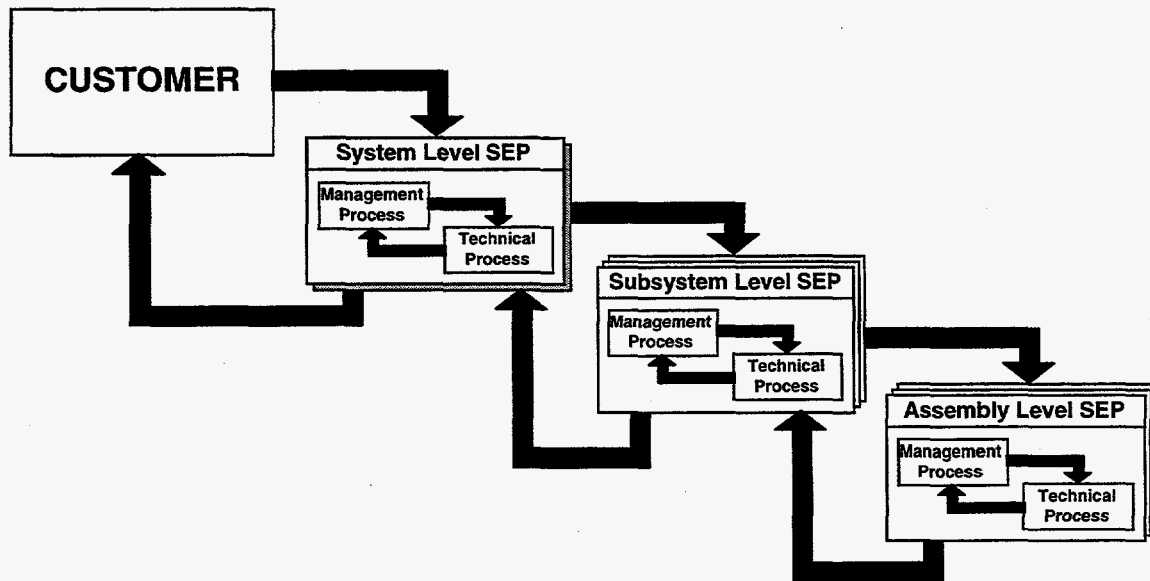 CUSTOMER
System Level SEP
Management
Process
Technical
Process
Subsystem Level SEP
Management
Process
Technical
Process
Assembly Level SEP
Management
Process
Technical
Process